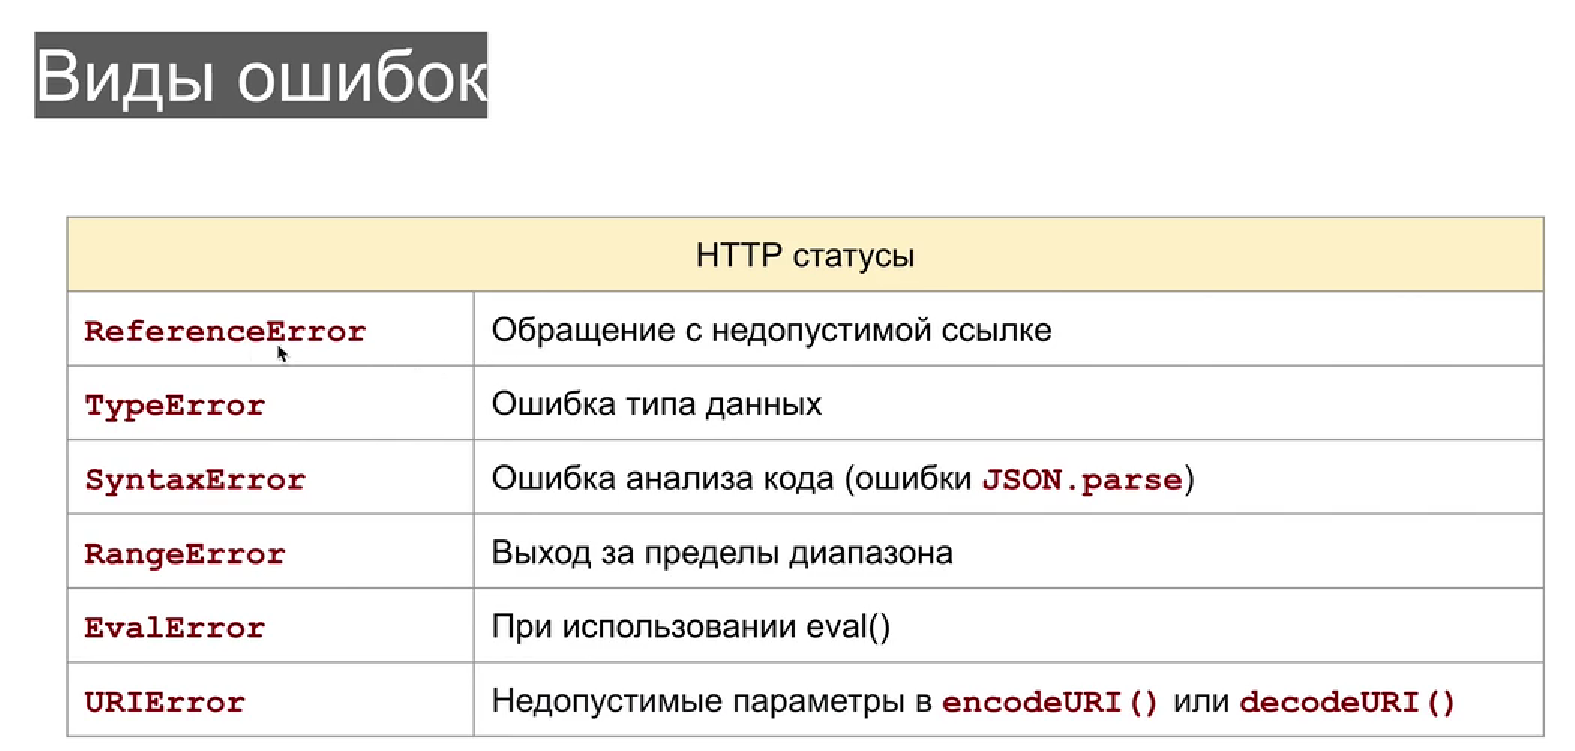 Виды ошибок
HTTP статусы
ReferenceError Обращение с недопустимой ссылке
TypeError Ошибка типа данных
SyntaxError Ошибка анализа кода (ошибки JSON.parse)
RangeError Выход за пределы диапазона
EvalError При использовании eval()
URIError Недопустимые параметры в encodeURI() или decodeURI()